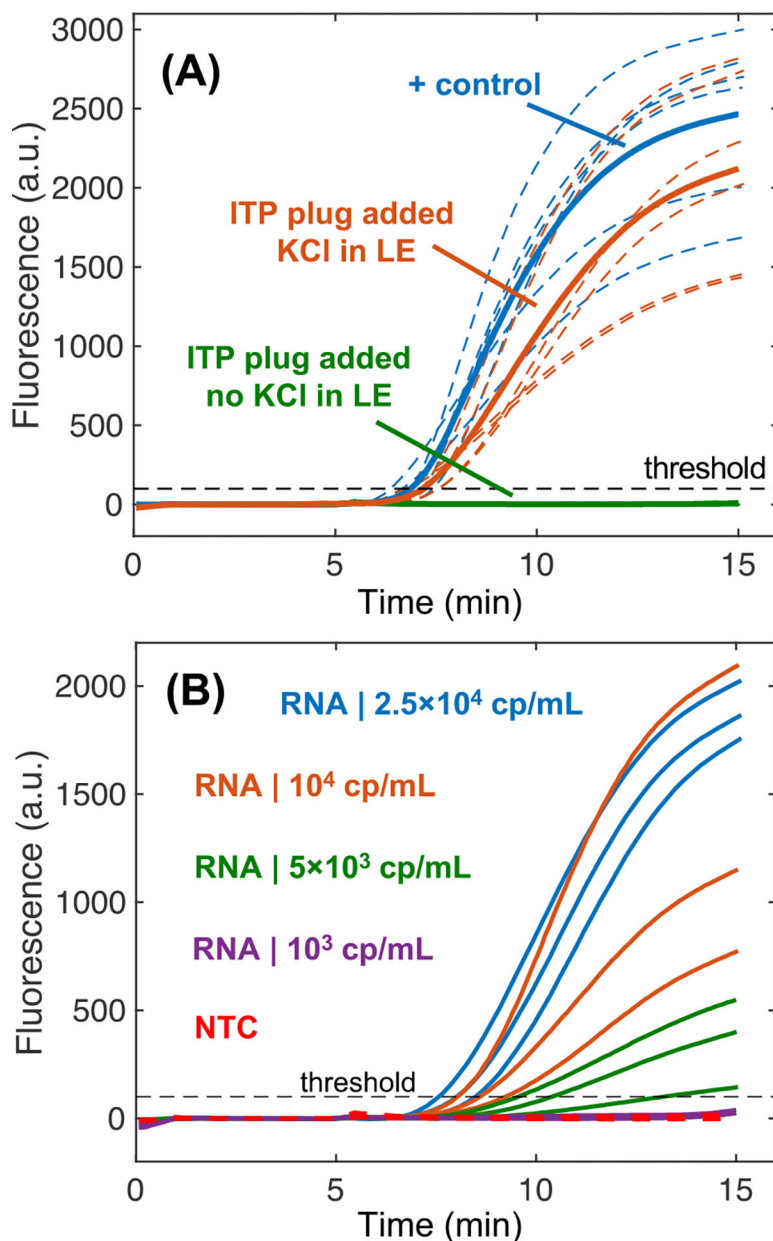 (A)
3000
2500
2000
1500
1000
500
0
Fluorescence (a.u.)
+ control
ITP plug added
KCl in LE
ITP plug added
no KCl in LE
threshold
0 5 10 15
Time (min)
(B)
2000
1500
1000
500
0
Fluorescence (a.u.)
RNA | 2.5×10⁴ cp/mL
RNA | 10⁴ cp/mL
RNA | 5×10³ cp/mL
RNA | 10³ cp/mL
NTC
threshold
0 5 10 15
Time (min)